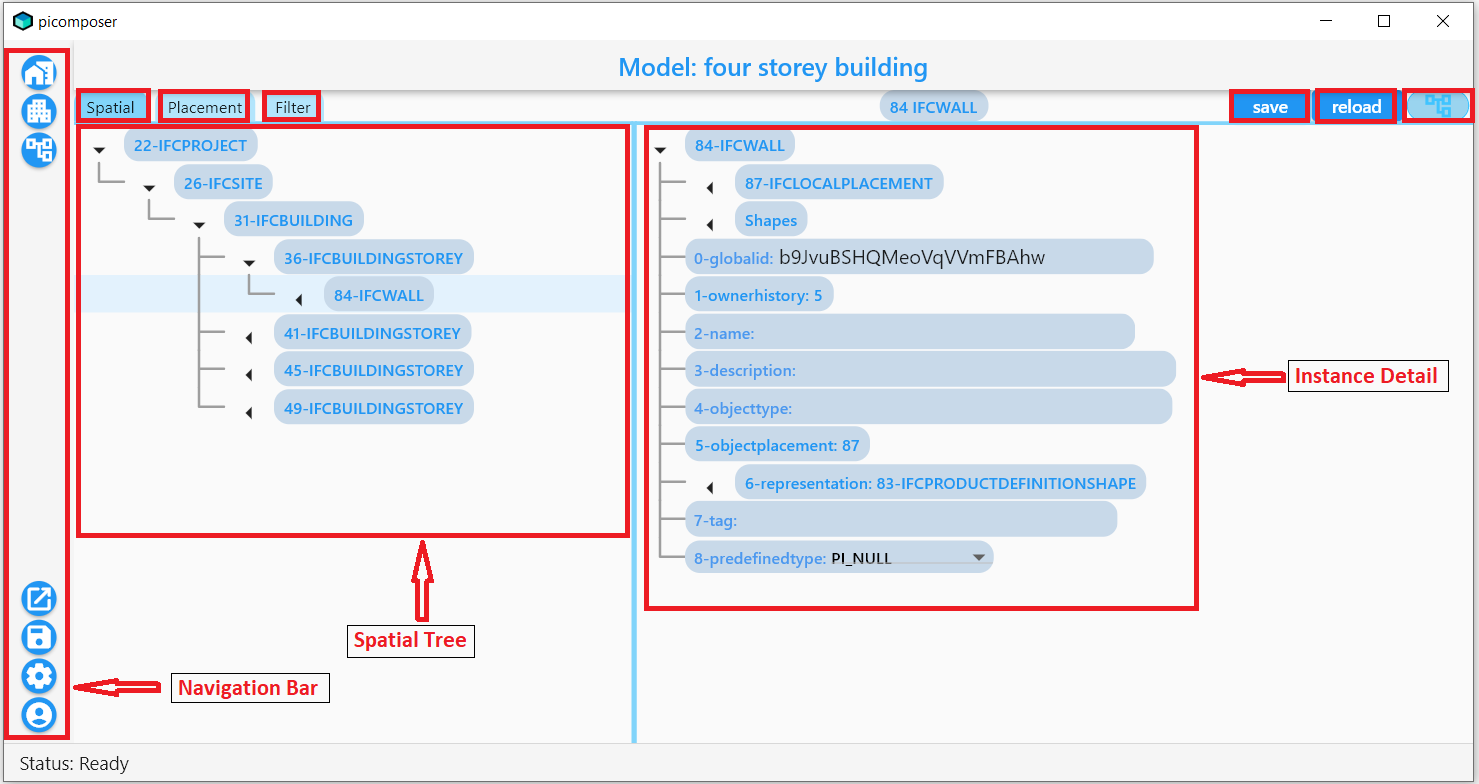 picomposer
Model: four storey building
Spatial
Placement
Filter
84 IFCWALL
save
reload
22-IFCPROJECT
26-IFCSITE
31-IFCBUILDING
36-IFCBUILDINGSTOREY
84-IFCWALL
41-IFCBUILDINGSTOREY
45-IFCBUILDINGSTOREY
49-IFCBUILDINGSTOREY
Spatial Tree
Navigation Bar
84-IFCWALL
87-IFCLOCALPLACEMENT
Shapes
0-globalid: b9JvuBSHQMeoVqVVmFBAhw
1-ownerhistory: 5
2-name:
3-description:
4-objecttype:
5-objectplacement: 87
6-representation: 83-IFCPRODUCTDEFINITIONSHAPE
7-tag:
8-predefinedtype: PI_NULL
Instance Detail
Status: Ready